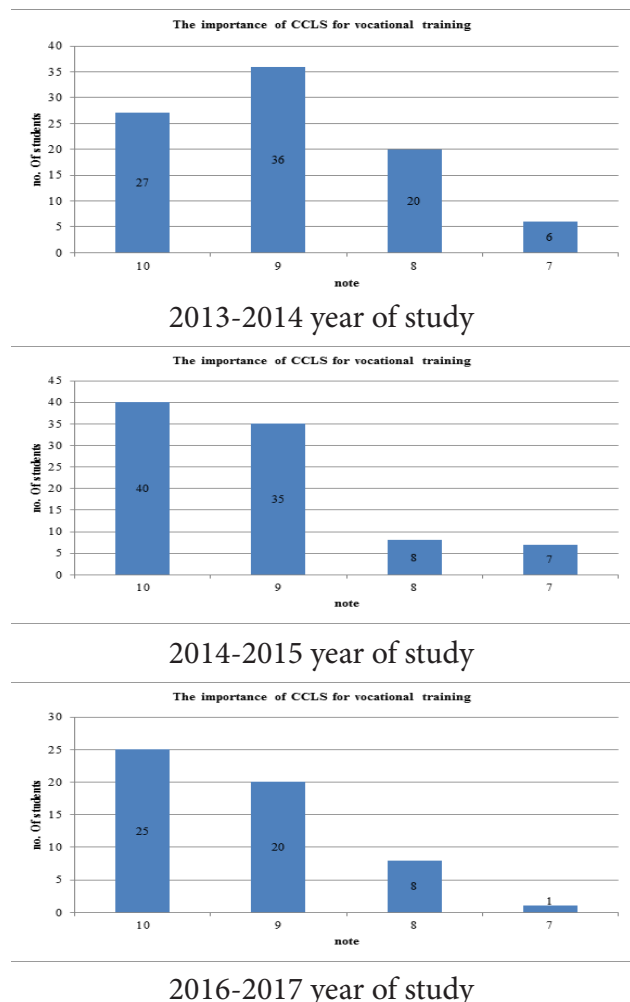 The importance of CCLS for vocational training
40
35
30
25
20
15
10
5
0
no. Of students
27
36
20
6
10 9 8 7
note
2013-2014 year of study
The importance of CCLS for vocational training
45
40
35
30
25
20
15
10
5
0
no. Of students
40
35
8
7
10 9 8 7
note
2014-2015 year of study
The importance of CCLS for vocational training
30
25
20
15
10
5
0
no. Of students
25
20
8
1
10 9 8 7
note
2016-2017 year of study